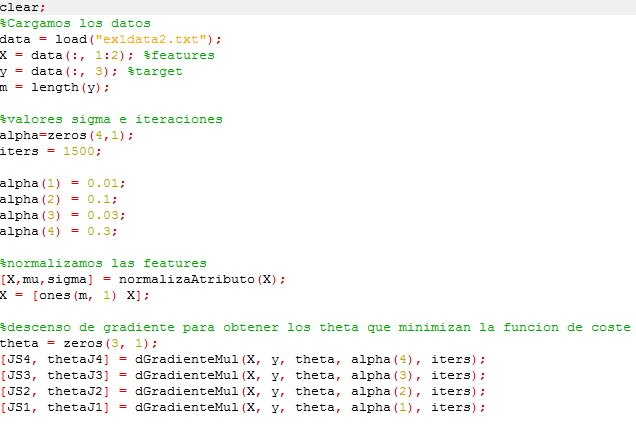 clear;
%Cargamos los datos
data = load("ex1data2.txt");
X = data(:, 1:2); %features
y = data(:, 3); %target
m = length(y);
%valores sigma e iteraciones
alpha=zeros(4,1);
iters = 1500;
alpha(1) = 0.01;
alpha(2) = 0.1;
alpha(3) = 0.03;
alpha(4) = 0.3;
%normalizamos las features
[X,mu,sigma] = normalizaAtributo(X);
X = [ones(m, 1) X];
%descenso de gradiente para obtener los theta que minimizan la funcion de coste
theta = zeros(3, 1);
[JS4, thetaJ4] = dGradienteMul(X, y, theta, alpha(4), iters);
[JS3, thetaJ3] = dGradienteMul(X, y, theta, alpha(3), iters);
[JS2, thetaJ2] = dGradienteMul(X, y, theta, alpha(2), iters);
[JS1, thetaJ1] = dGradienteMul(X, y, theta, alpha(1), iters);